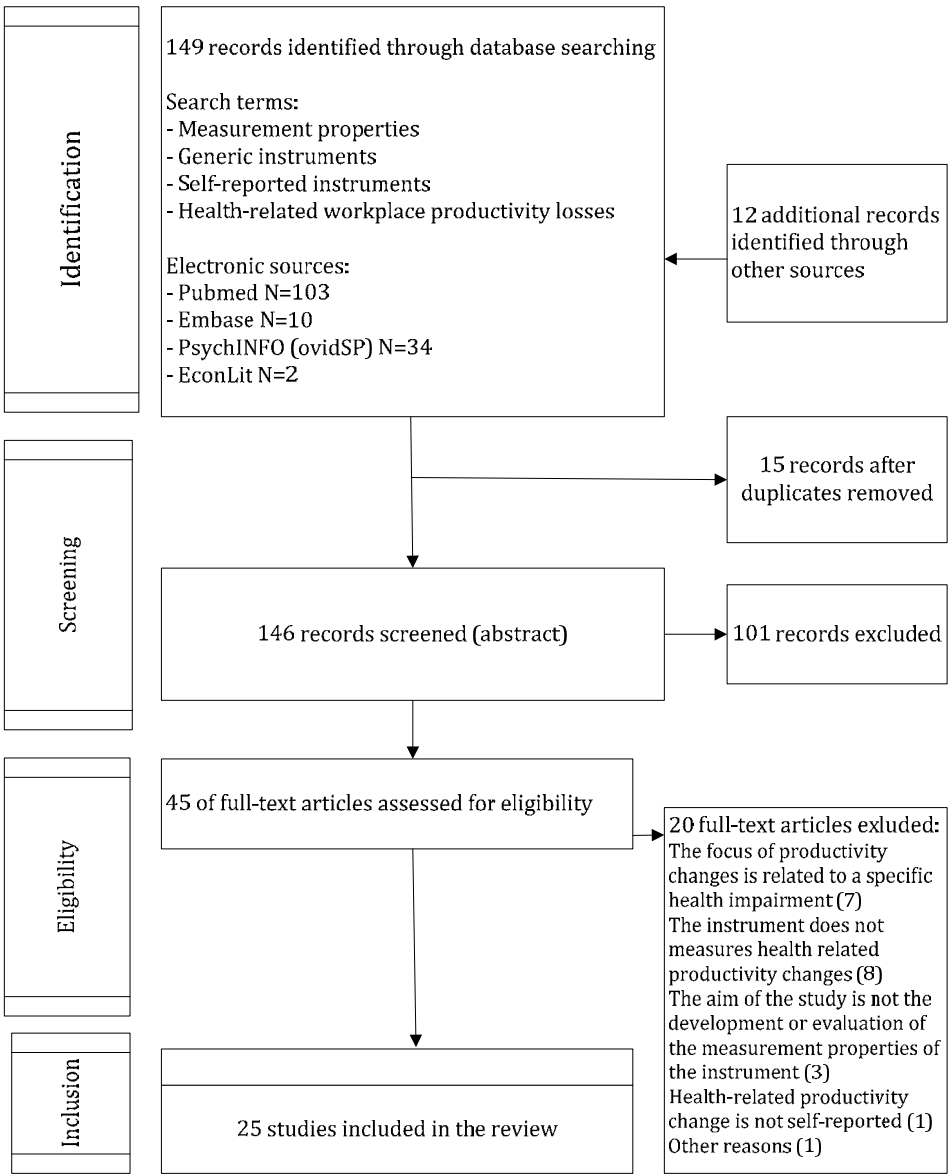 Identification
149 records identified through database searching
Search terms:
- Measurement properties
- Generic instruments
- Self-reported instruments
- Health-related workplace productivity losses
Electronic sources:
- Pubmed N=103
- Embase N=10
- PsychINFO (ovidSP) N=34
- EconLit N=2
12 additional records
identified through
other sources
Screening
15 records after
duplicates removed
146 records screened (abstract)
101 records excluded
Eligibility
45 of full-text articles assessed for eligibility
20 full-text articles exluded:
The focus of productivity
changes is related to a specific
health impairment (7)
The instrument does not
measures health related
productivity changes (8)
The aim of the study is not the
development or evaluation of
the measurement properties of
the instrument (3)
Health-related productivity
change is not self-reported (1)
Other reasons (1)
Inclusion
25 studies included in the review